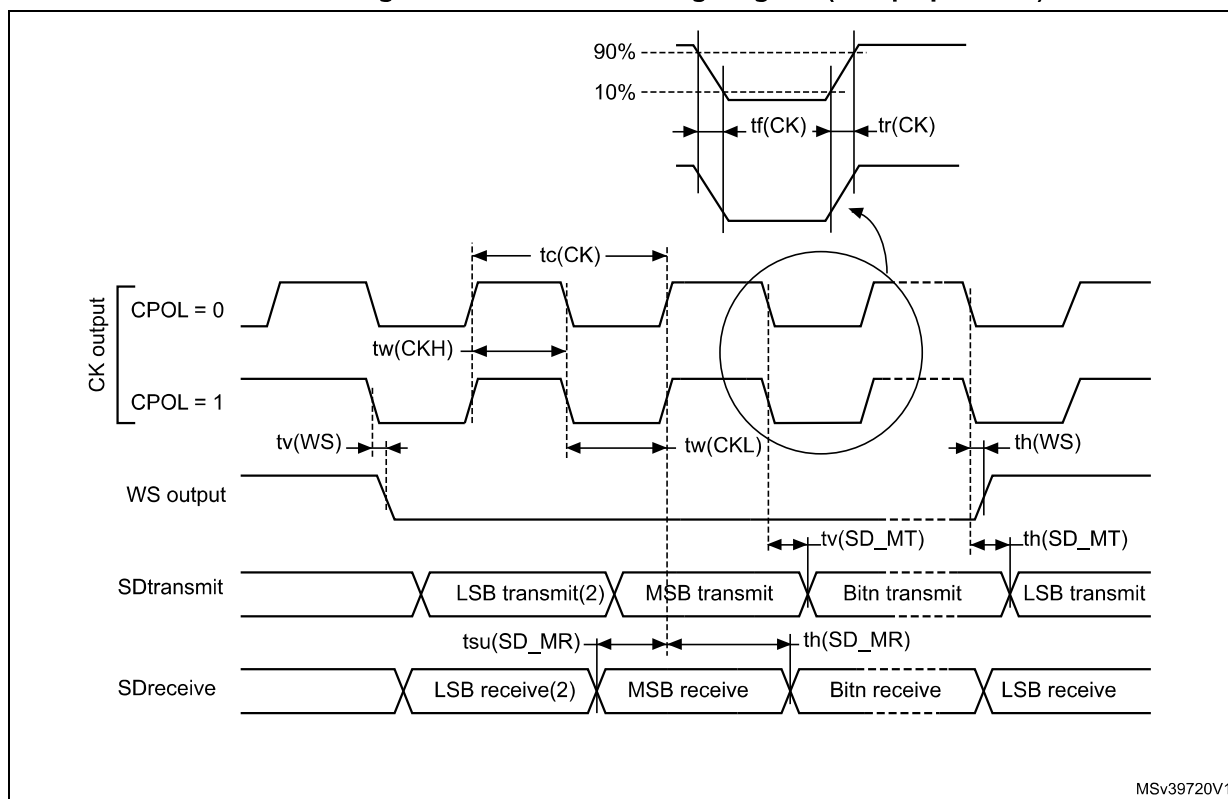 90%
10%
tf(CK)
tr(CK)
tc(CK)
CK output
CPOL = 0
tw(CKH)
CPOL = 1
tv(WS)
tw(CKL)
th(WS)
WS output
tv(SD_MT)
th(SD_MT)
SDtransmit
LSB transmit(2)
MSB transmit
Bitn transmit
LSB transmit
tsu(SD_MR)
th(SD_MR)
SDreceive
LSB receive(2)
MSB receive
Bitn receive
LSB receive
MSv39720V1